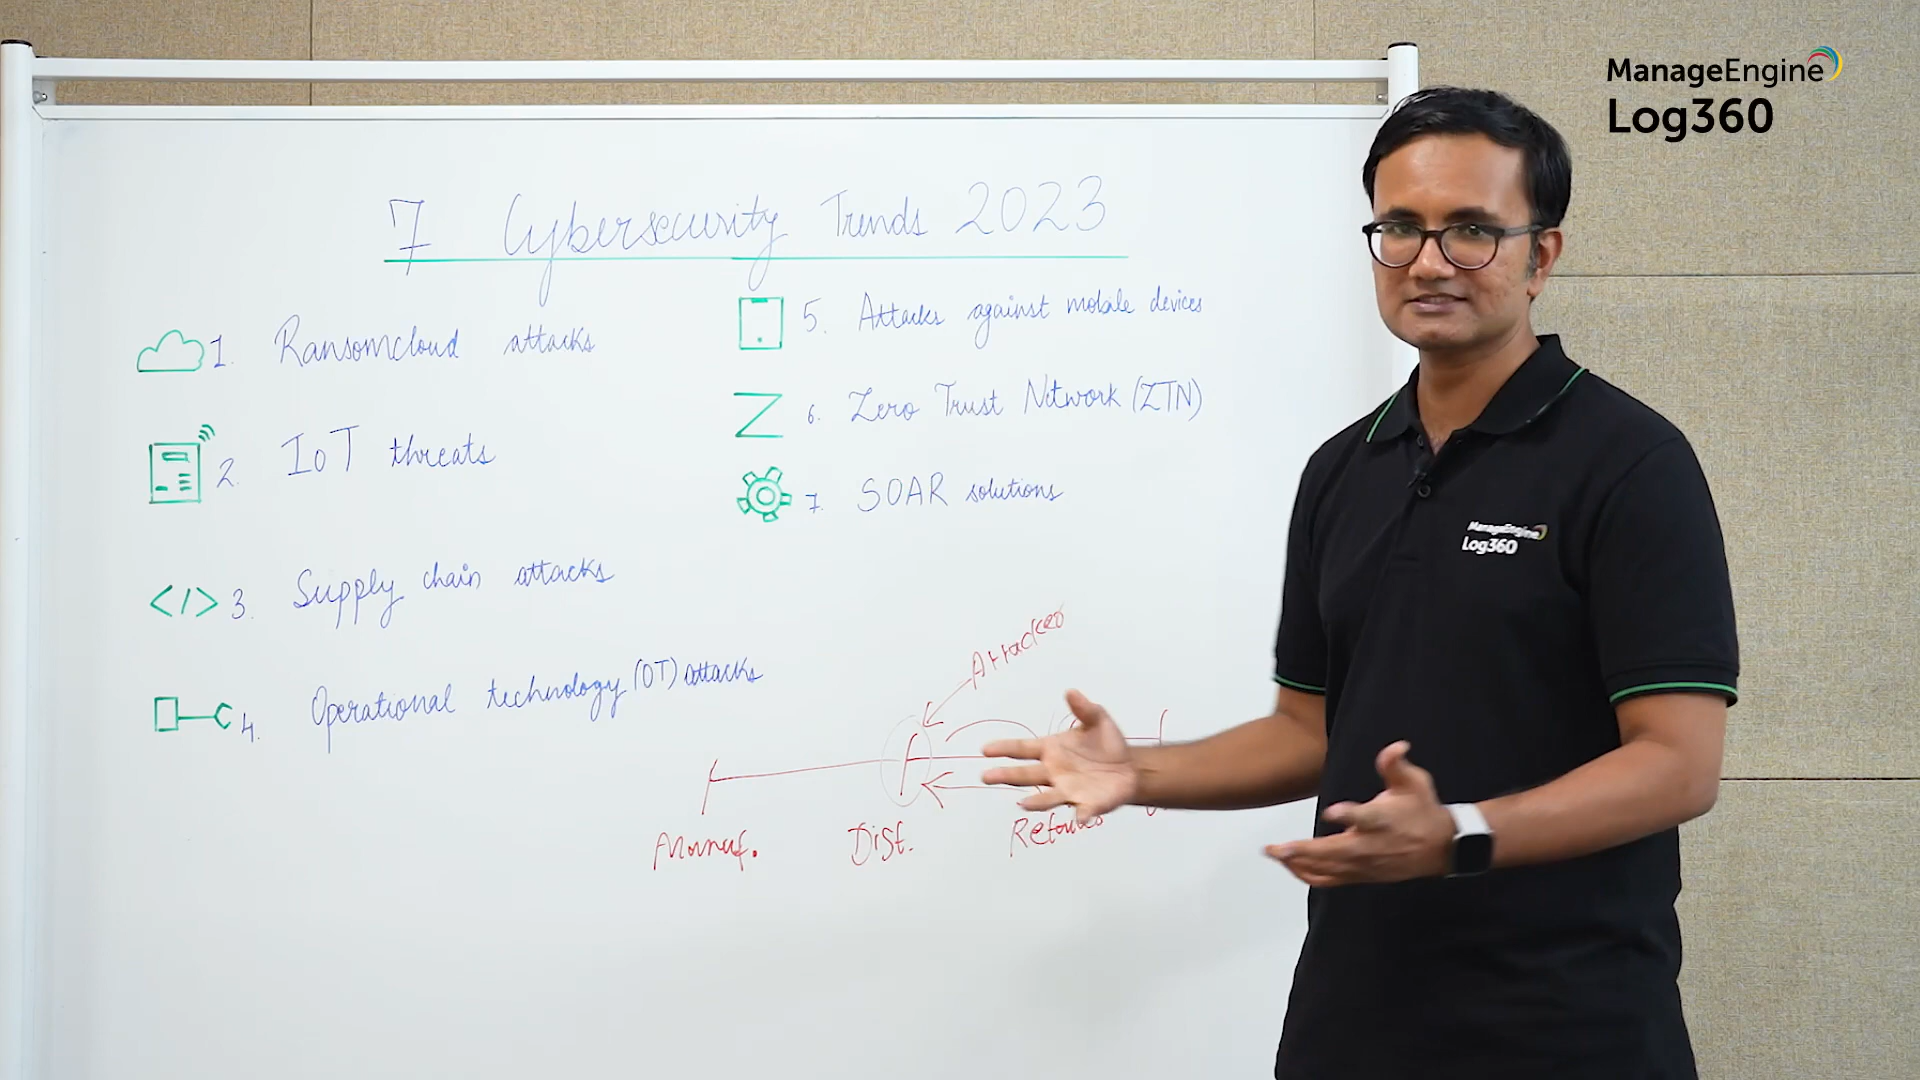 ManageEngine
Log360
7 Cybersecurity Trends 2023
1. Ransomcloud attacks
2. IoT threats
</> 3. Supply chain attacks
4. Operational technology (OT) attacks
5. Attacks against mobile devices
6. Zero Trust Network (ZTN)
7. SOAR solutions
Attacker
Manuf.
Dist.
ManageEngine
Log360